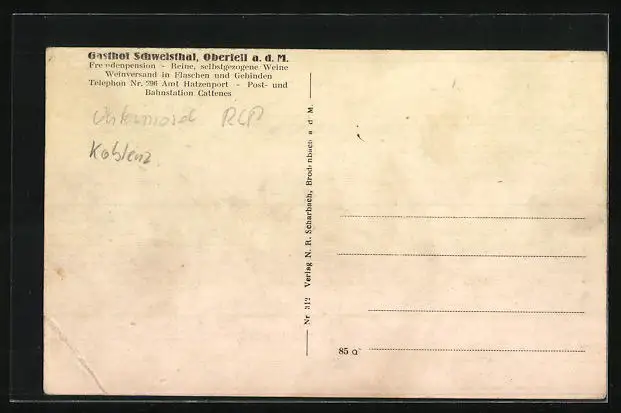 Gasthof Schweisthal, Oberfell a. d. M.
Fremdenpension - Reine, selbstgezogene Weine
Weinversand in Flaschen und Gebinden
Telephon Nr. 296 Amt Hatzenport - Post- und
Bahnstation Cattenes
Untermosel RLP
Koblenz
Nr. 312 Verlag N. R. Scharbach, Brodenbach a. d. M.
85 a